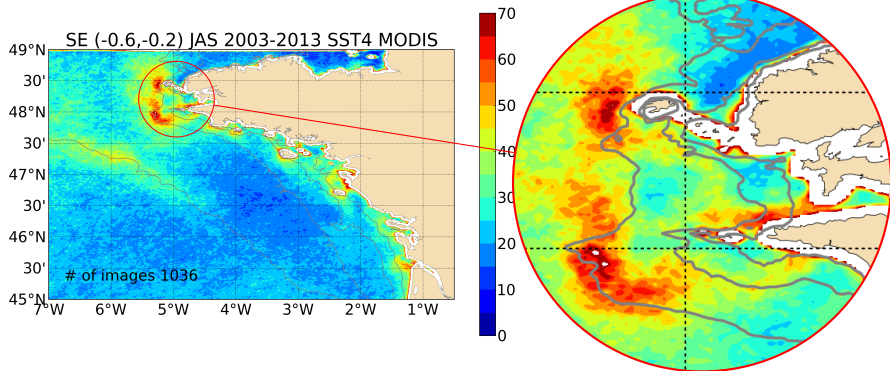 SE (-0.6,-0.2) JAS 2003-2013 SST4 MODIS
49°N
30'
48°N
30'
47°N
30'
46°N
30'
45°N
# of images 1036
7°W 6°W 5°W 4°W 3°W 2°W 1°W
70
60
50
40
30
20
10
0